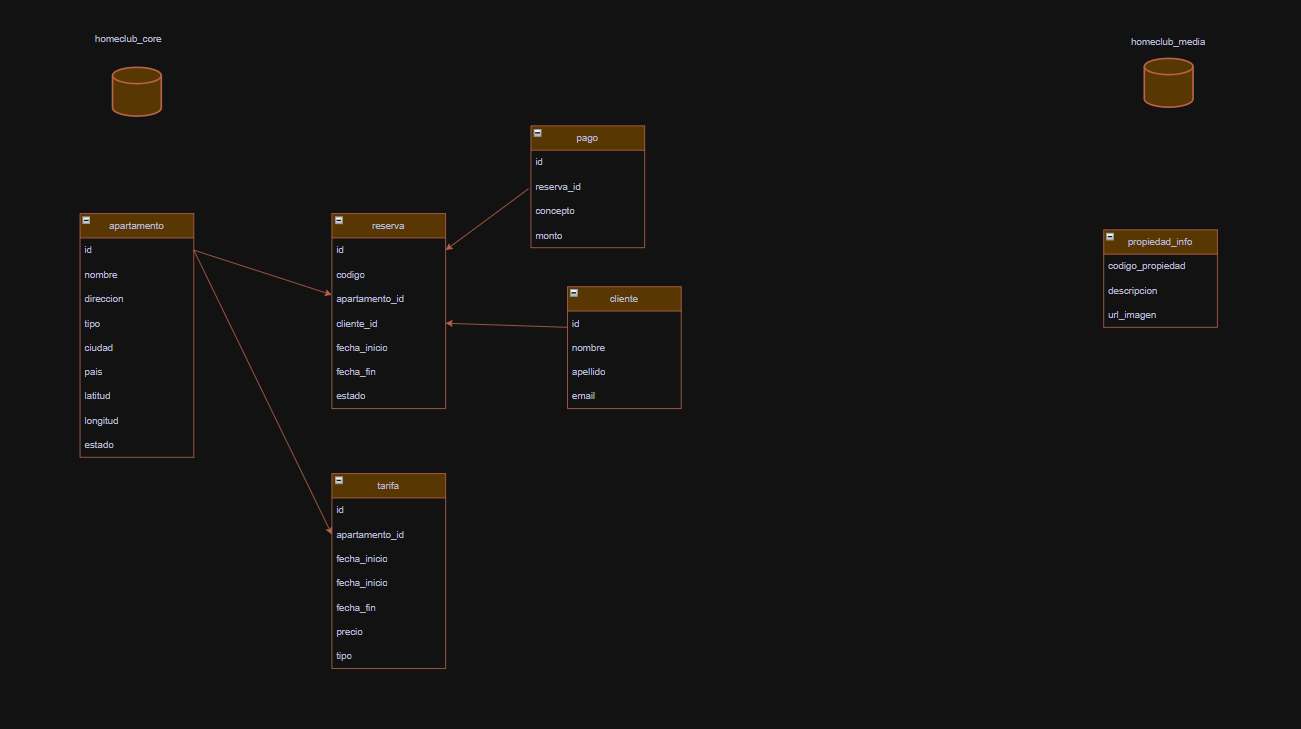 homeclub_core
homeclub_media
pago
id
reserva_id
concepto
monto
apartamento
id
nombre
direccion
tipo
ciudad
pais
latitud
longitud
estado
reserva
id
codigo
apartamento_id
cliente_id
fecha_inicio
fecha_fin
estado
cliente
id
nombre
apellido
email
propiedad_info
codigo_propiedad
descripcion
url_imagen
tarifa
id
apartamento_id
fecha_inicio
fecha_inicio
fecha_fin
precio
tipo